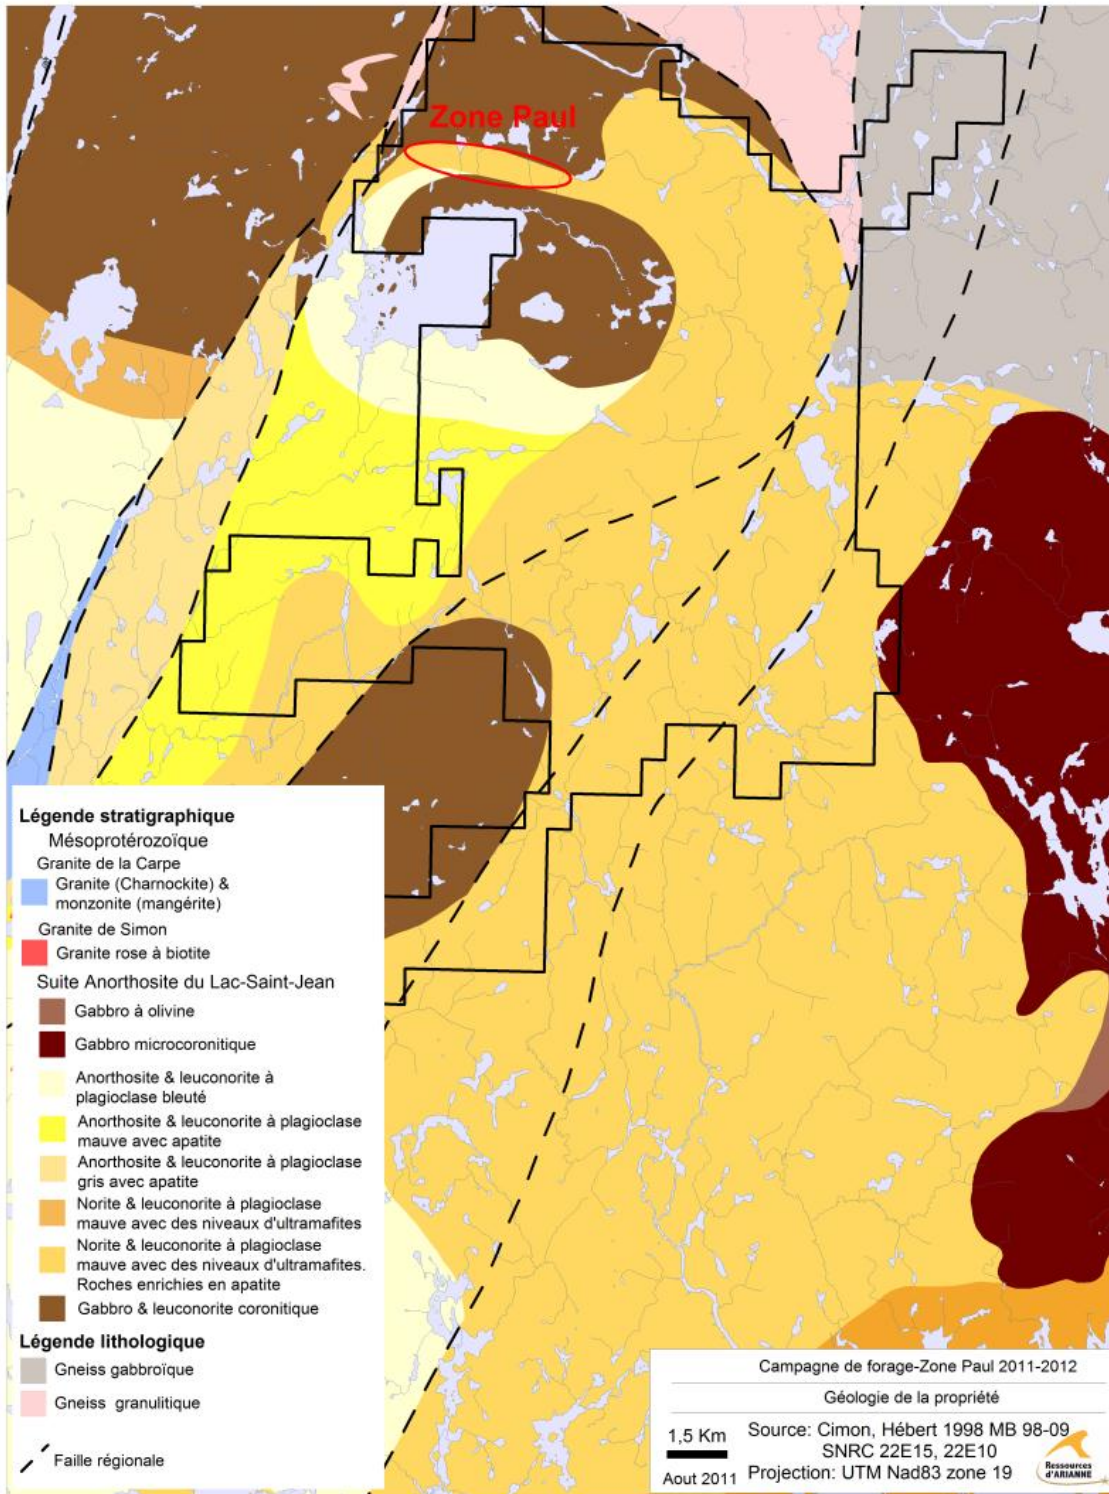 Zone Paul
Légende stratigraphique
Mésoprotérozoïque
Granite de la Carpe
Granite (Charnockite) &
monzonite (mangérite)
Granite de Simon
Granite rose à biotite
Suite Anorthosite du Lac-Saint-Jean
Gabbro à olivine
Gabbro microcoronitique
Anorthosite & leuconorite à
plagioclase bleuté
Anorthosite & leuconorite à plagioclase
mauve avec apatite
Anorthosite & leuconorite à plagioclase
gris avec apatite
Norite & leuconorite à plagioclase
mauve avec des niveaux d'ultramafites
Norite & leuconorite à plagioclase
mauve avec des niveaux d'ultramafites.
Roches enrichies en apatite
Gabbro & leuconorite coronitique
Légende lithologique
Gneiss gabbroïque
Gneiss granulitique
Faille régionale
Campagne de forage-Zone Paul 2011-2012
Géologie de la propriété
1,5 Km
Source: Cimon, Hébert 1998 MB 98-09
SNRC 22E15, 22E10
Aout 2011
Projection: UTM Nad83 zone 19
Ressources
d'ARIANNE